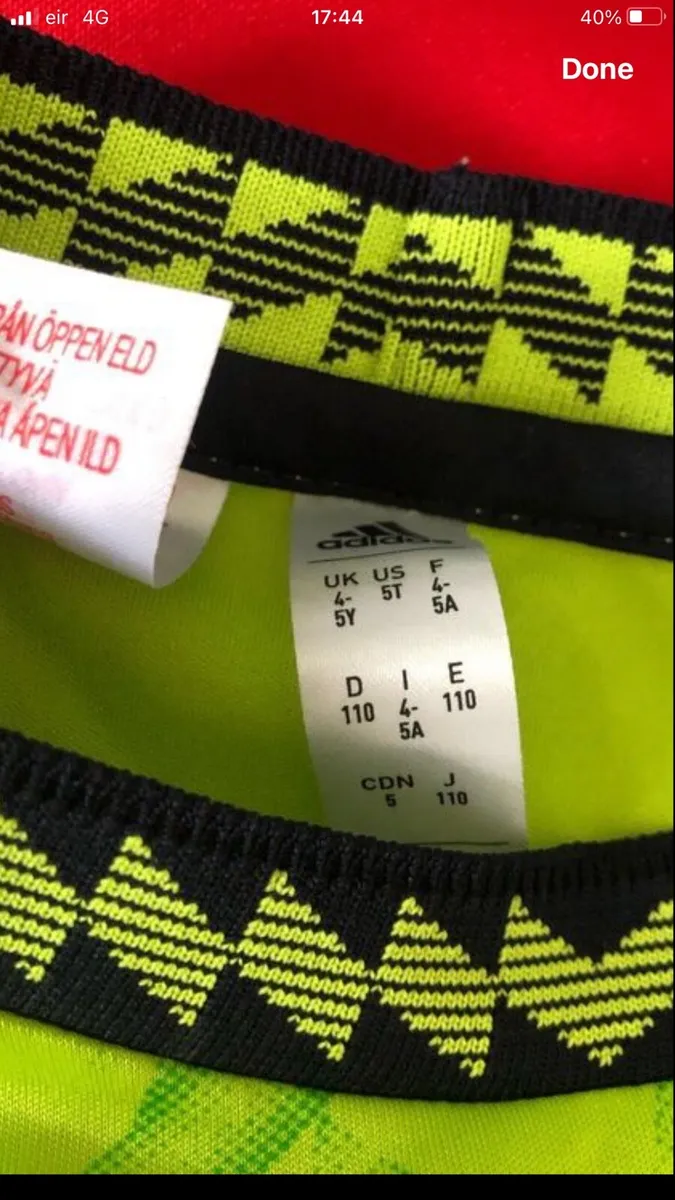 eir 4G 17:44 40%
Done
ÖPPEN ELD
TYVÄ
ÅPEN ILD
adidas
UK US F
4- 5T 4-
5Y 5A
D I E
110 4- 110
5A
CDN J
5 110